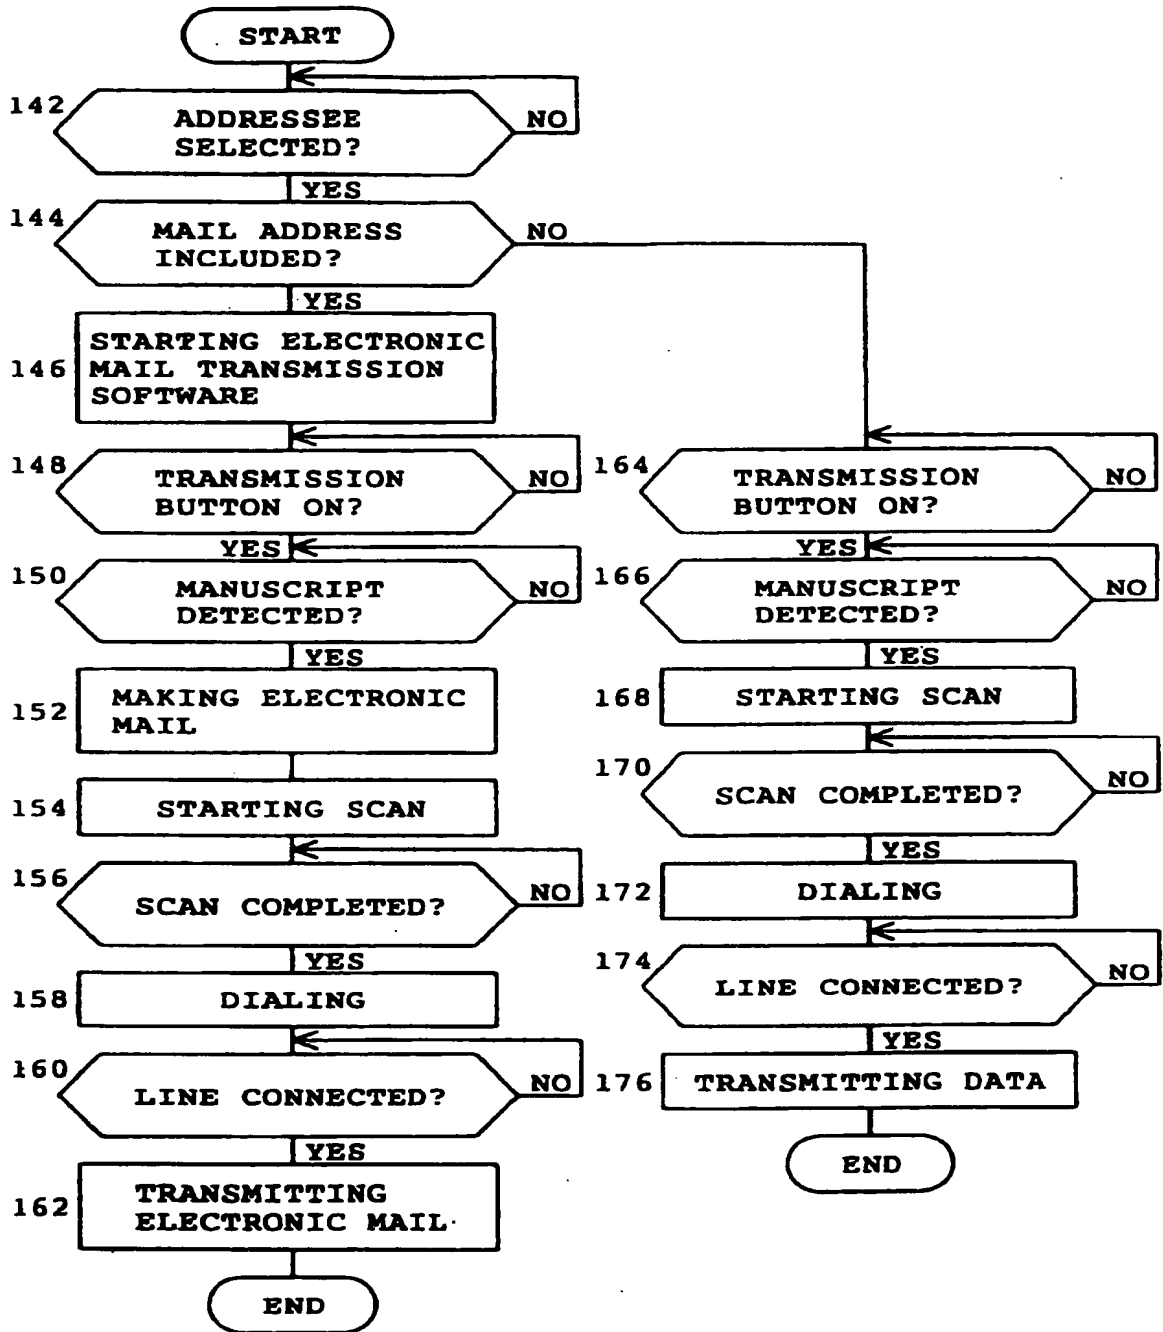 START
142
ADDRESSEE
SELECTED?
NO
YES
144
MAIL ADDRESS
INCLUDED?
NO
YES
146
STARTING ELECTRONIC
MAIL TRANSMISSION
SOFTWARE
148
TRANSMISSION
BUTTON ON?
NO
YES
150
MANUSCRIPT
DETECTED?
NO
YES
152
MAKING ELECTRONIC
MAIL
154
STARTING SCAN
156
SCAN COMPLETED?
NO
YES
158
DIALING
160
LINE CONNECTED?
NO
YES
162
TRANSMITTING
ELECTRONIC MAIL
END
164
TRANSMISSION
BUTTON ON?
NO
YES
166
MANUSCRIPT
DETECTED?
NO
YES
168
STARTING SCAN
170
SCAN COMPLETED?
NO
YES
172
DIALING
174
LINE CONNECTED?
NO
YES
176
TRANSMITTING DATA
END